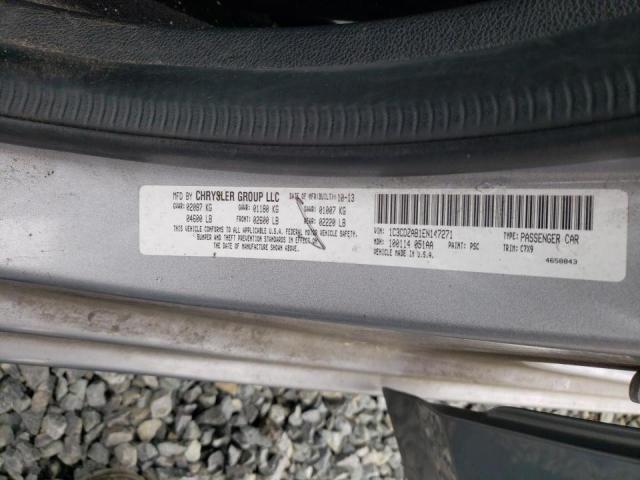 MFD BY CHRYSLER GROUP LLC DATE OF MFR(BUILT): 10-13
GVWR: 02087 KG GAWR: 01180 KG GAWR: 01007 KG
04600 LB FRONT: 02600 LB REAR: 02220 LB
THIS VEHICLE CONFORMS TO ALL APPLICABLE U.S.A. FEDERAL MOTOR VEHICLE SAFETY,
BUMPER AND THEFT PREVENTION STANDARDS IN EFFECT ON
THE DATE OF MANUFACTURE SHOWN ABOVE.
VIN: 1C3CDZAB1EN147271 TYPE: PASSENGER CAR
MDH: 100114 051AA PAINT: PSC TRIM: C7X9
VEHICLE MADE IN U.S.A. 4658043